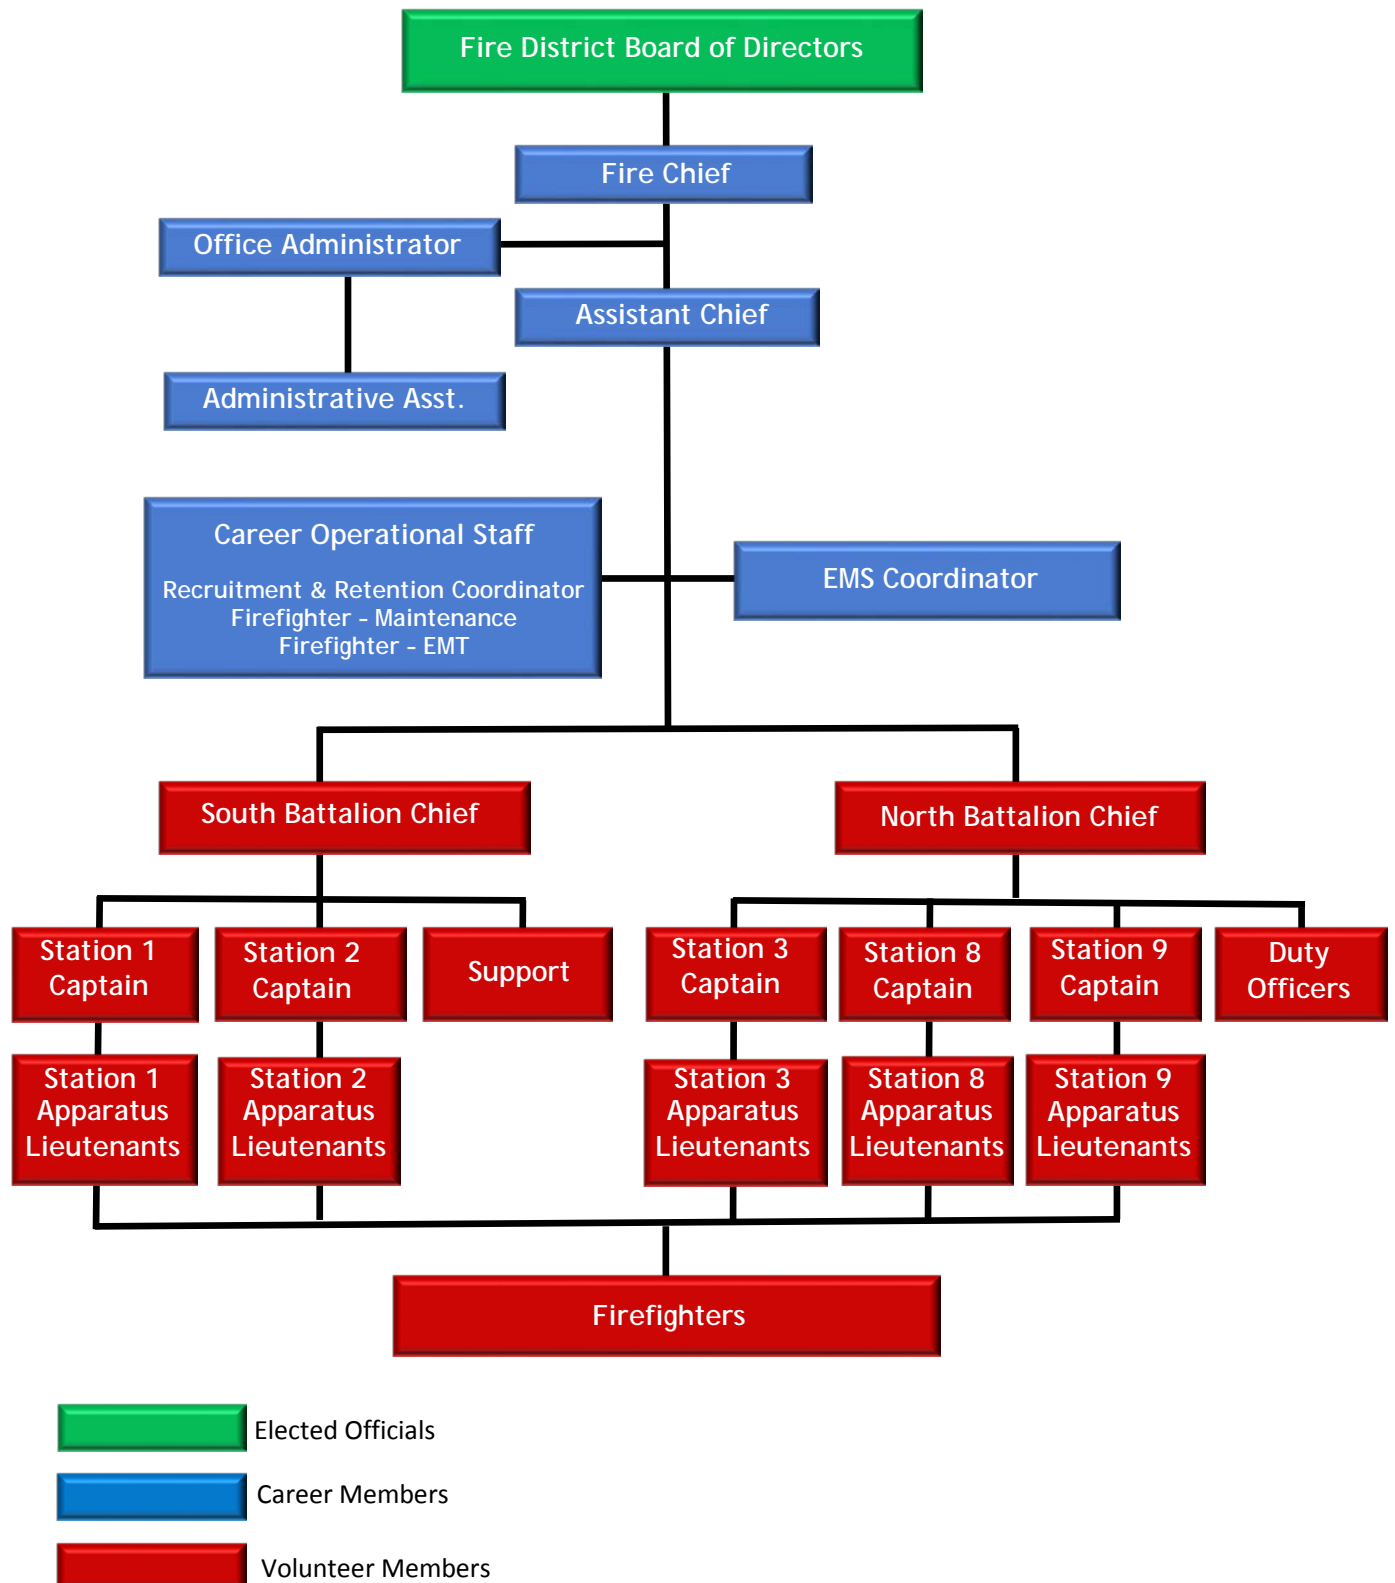 Fire District Board of Directors
Fire Chief
Office Administrator
Assistant Chief
Administrative Asst.
Career Operational Staff
Recruitment & Retention Coordinator
Firefighter - Maintenance
Firefighter - EMT
EMS Coordinator
South Battalion Chief
North Battalion Chief
Station 1
Captain
Station 2
Captain
Support
Station 3
Captain
Station 8
Captain
Station 9
Captain
Duty
Officers
Station 1
Apparatus
Lieutenants
Station 2
Apparatus
Lieutenants
Station 3
Apparatus
Lieutenants
Station 8
Apparatus
Lieutenants
Station 9
Apparatus
Lieutenants
Firefighters
Elected Officials
Career Members
Volunteer Members